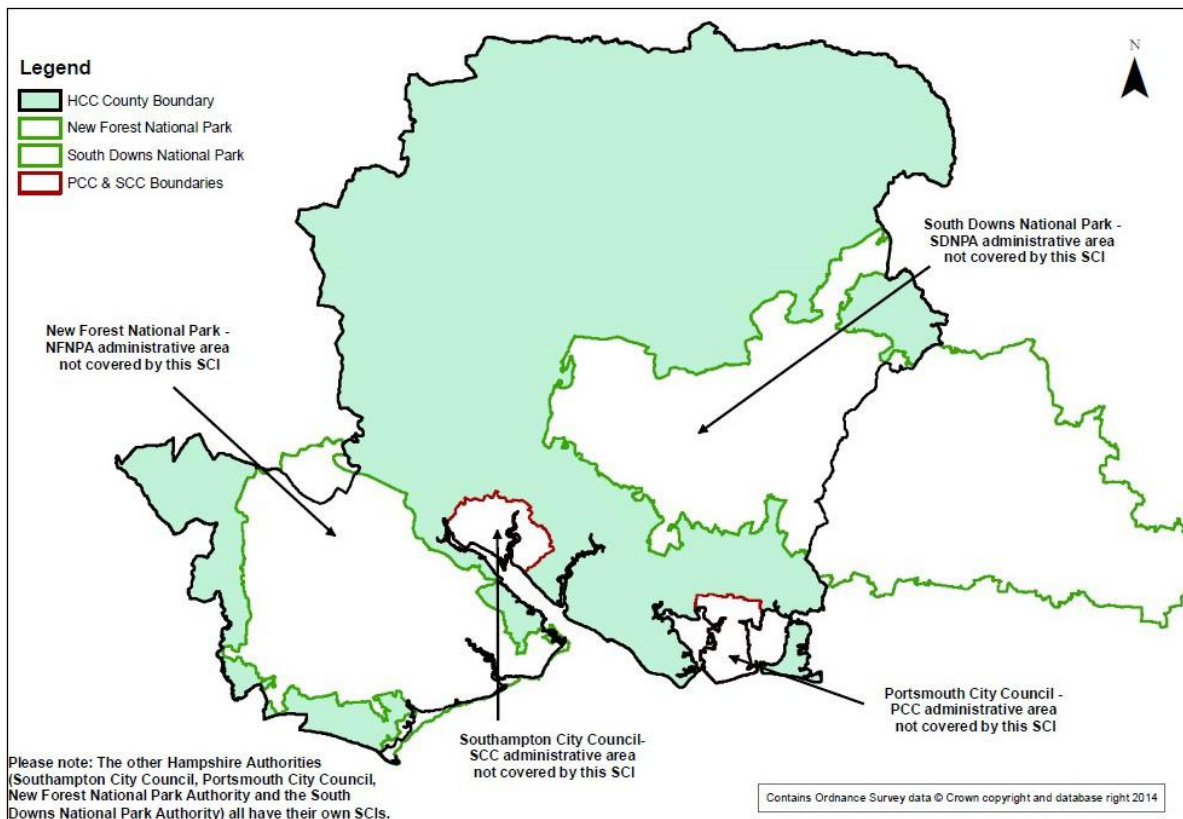 N
Legend
HCC County Boundary
New Forest National Park
South Downs National Park
PCC & SCC Boundaries
South Downs National Park -
SDNPA administrative area
not covered by this SCI
New Forest National Park -
NFNPA administrative area
not covered by this SCI
Portsmouth City Council -
PCC administrative area
not covered by this SCI
Southampton City Council-
SCC administrative area
not covered by this SCI
Please note: The other Hampshire Authorities
(Southampton City Council, Portsmouth City Council,
New Forest National Park Authority and the South
Downs National Park Authority) all have their own SCIs.
Contains Ordnance Survey data © Crown copyright and database right 2014